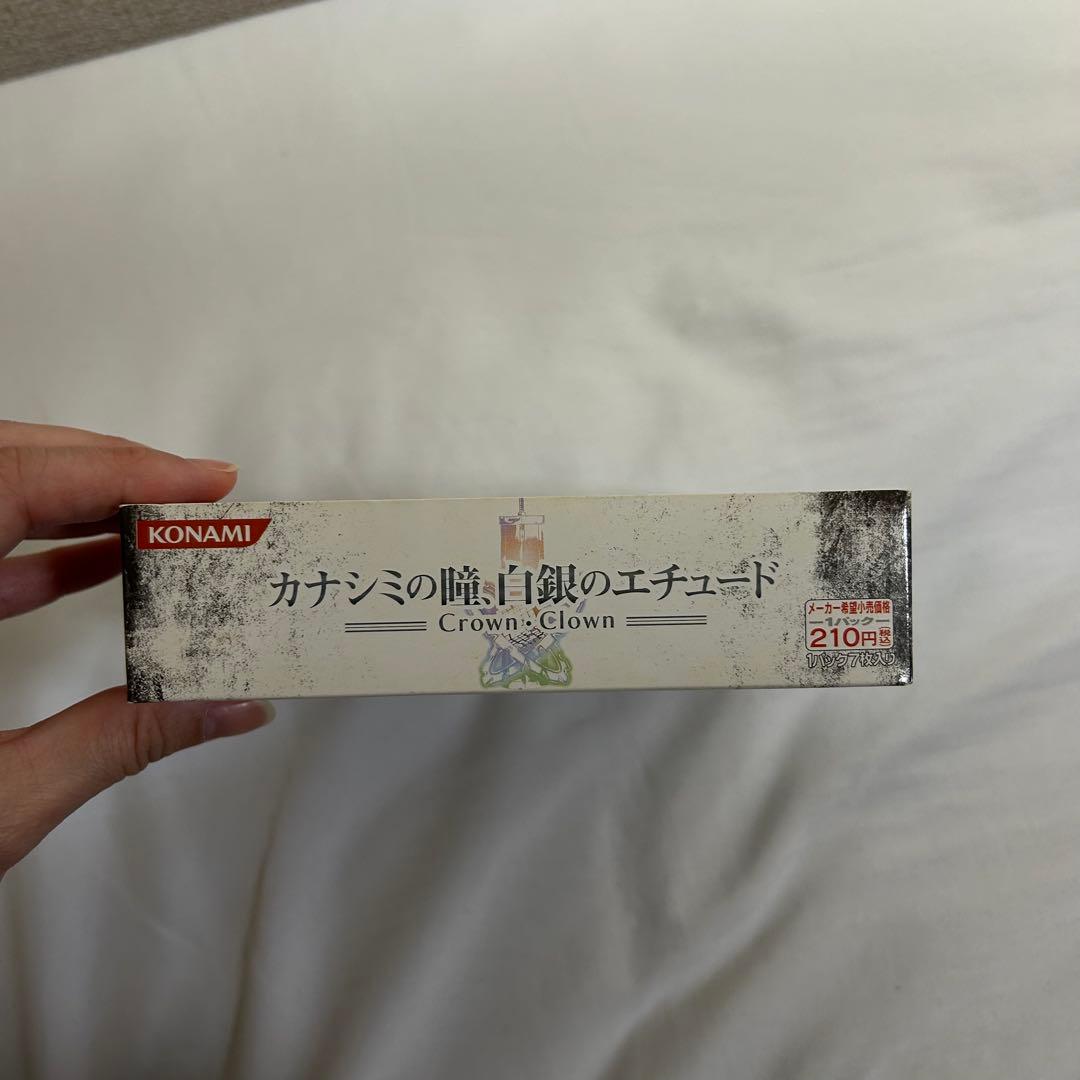 KONAMI
カナシミの瞳、白銀のエチュード
Crown・Clown
メーカー希望小売価格
1パック
210円税込
1パック7枚入り